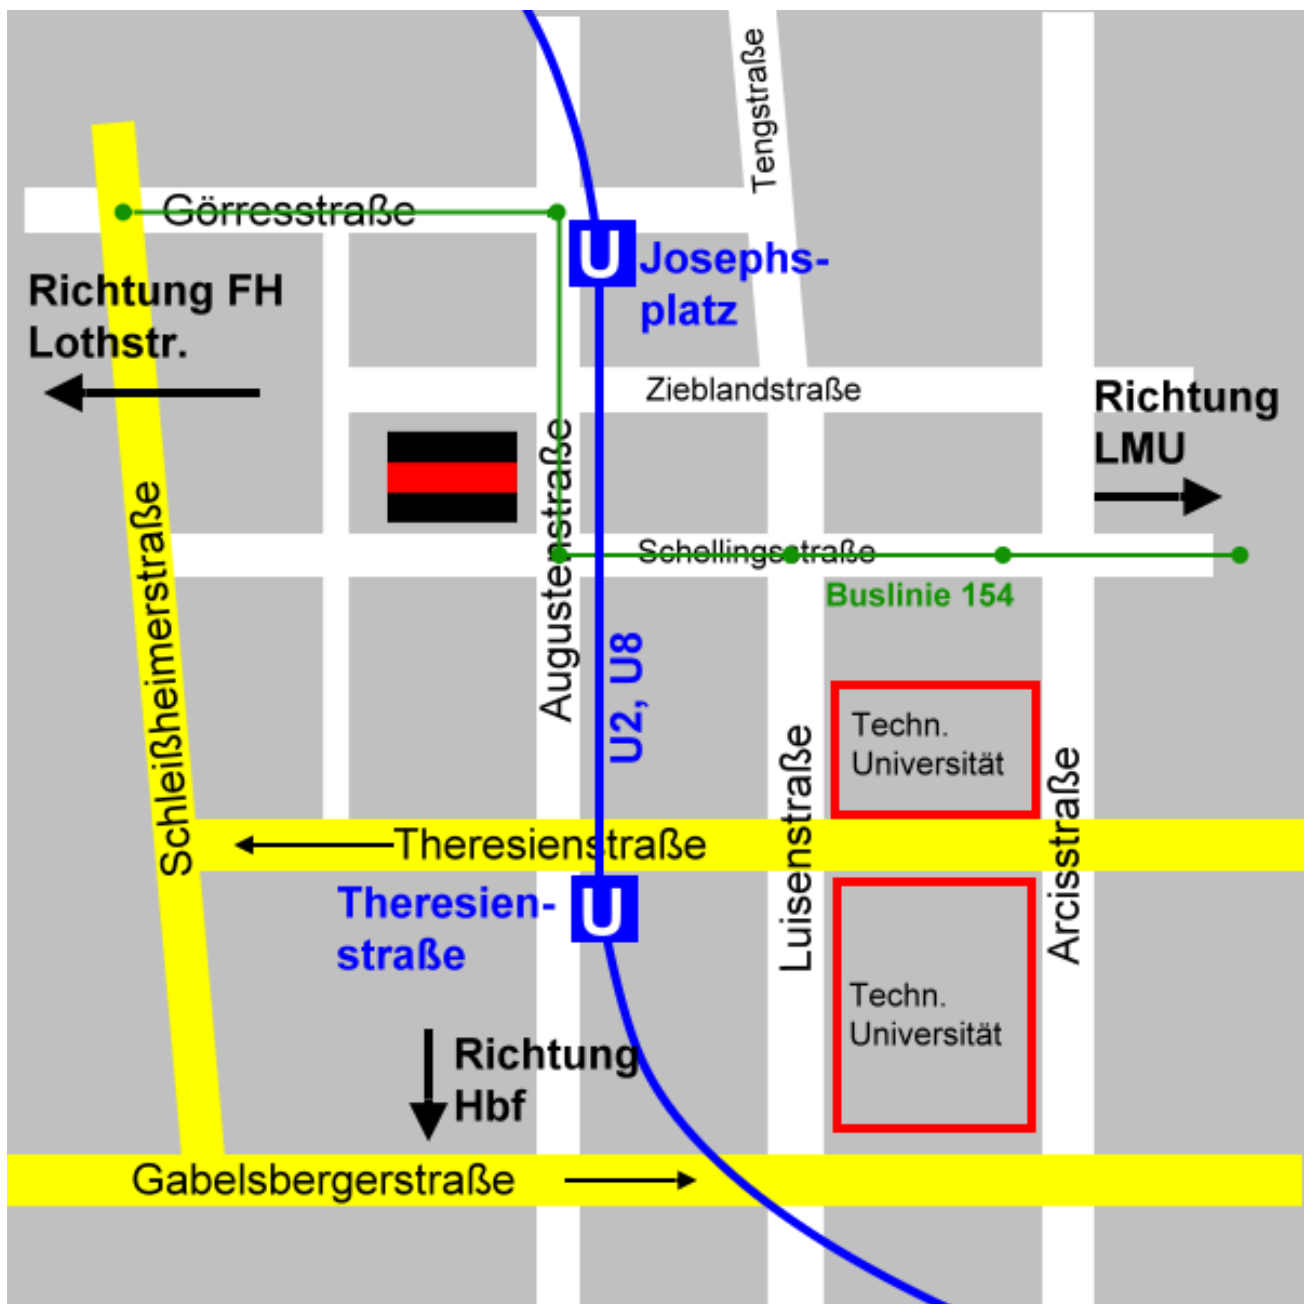 Tengstraße
Görresstraße
U
Josephs-
platz
Richtung FH
Lothstr.
Zieblandstraße
Richtung
LMU
Augustenstraße
Schleißheimerstraße
Schellingsstraße
Buslinie 154
U2, U8
Techn.
Universität
Luisenstraße
Arcisstraße
Theresienstraße
Theresien-
straße
U
Techn.
Universität
Richtung
Hbf
Gabelsbergerstraße